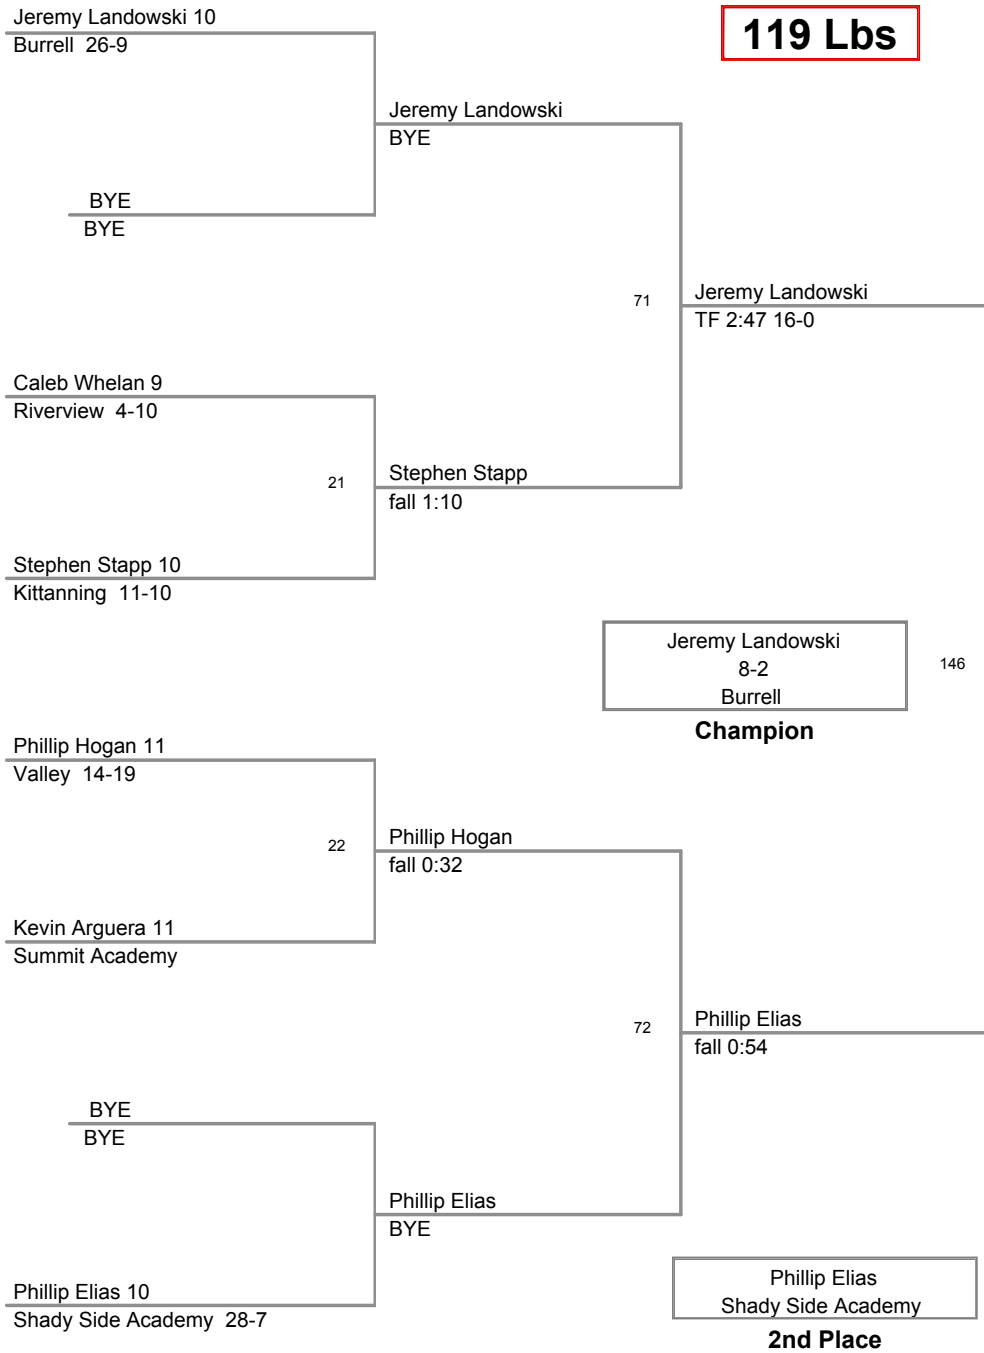 Jeremy Landowski 10
119 Lbs
Burrell 26-9
Jeremy Landowski
BYE
BYE
BYE
71
Jeremy Landowski
TF 2:47 16-0
Caleb Whelan 9
Riverview 4-10
21
Stephen Stapp
fall 1:10
Stephen Stapp 10
Kittanning 11-10
Jeremy Landowski
8-2
Burrell
146
Champion
Phillip Hogan 11
Valley 14-19
22
Phillip Hogan
fall 0:32
Kevin Arguera 11
Summit Academy
72
Phillip Elias
fall 0:54
BYE
BYE
Phillip Elias
BYE
Phillip Elias 10
Shady Side Academy 28-7
Phillip Elias
Shady Side Academy
2nd Place